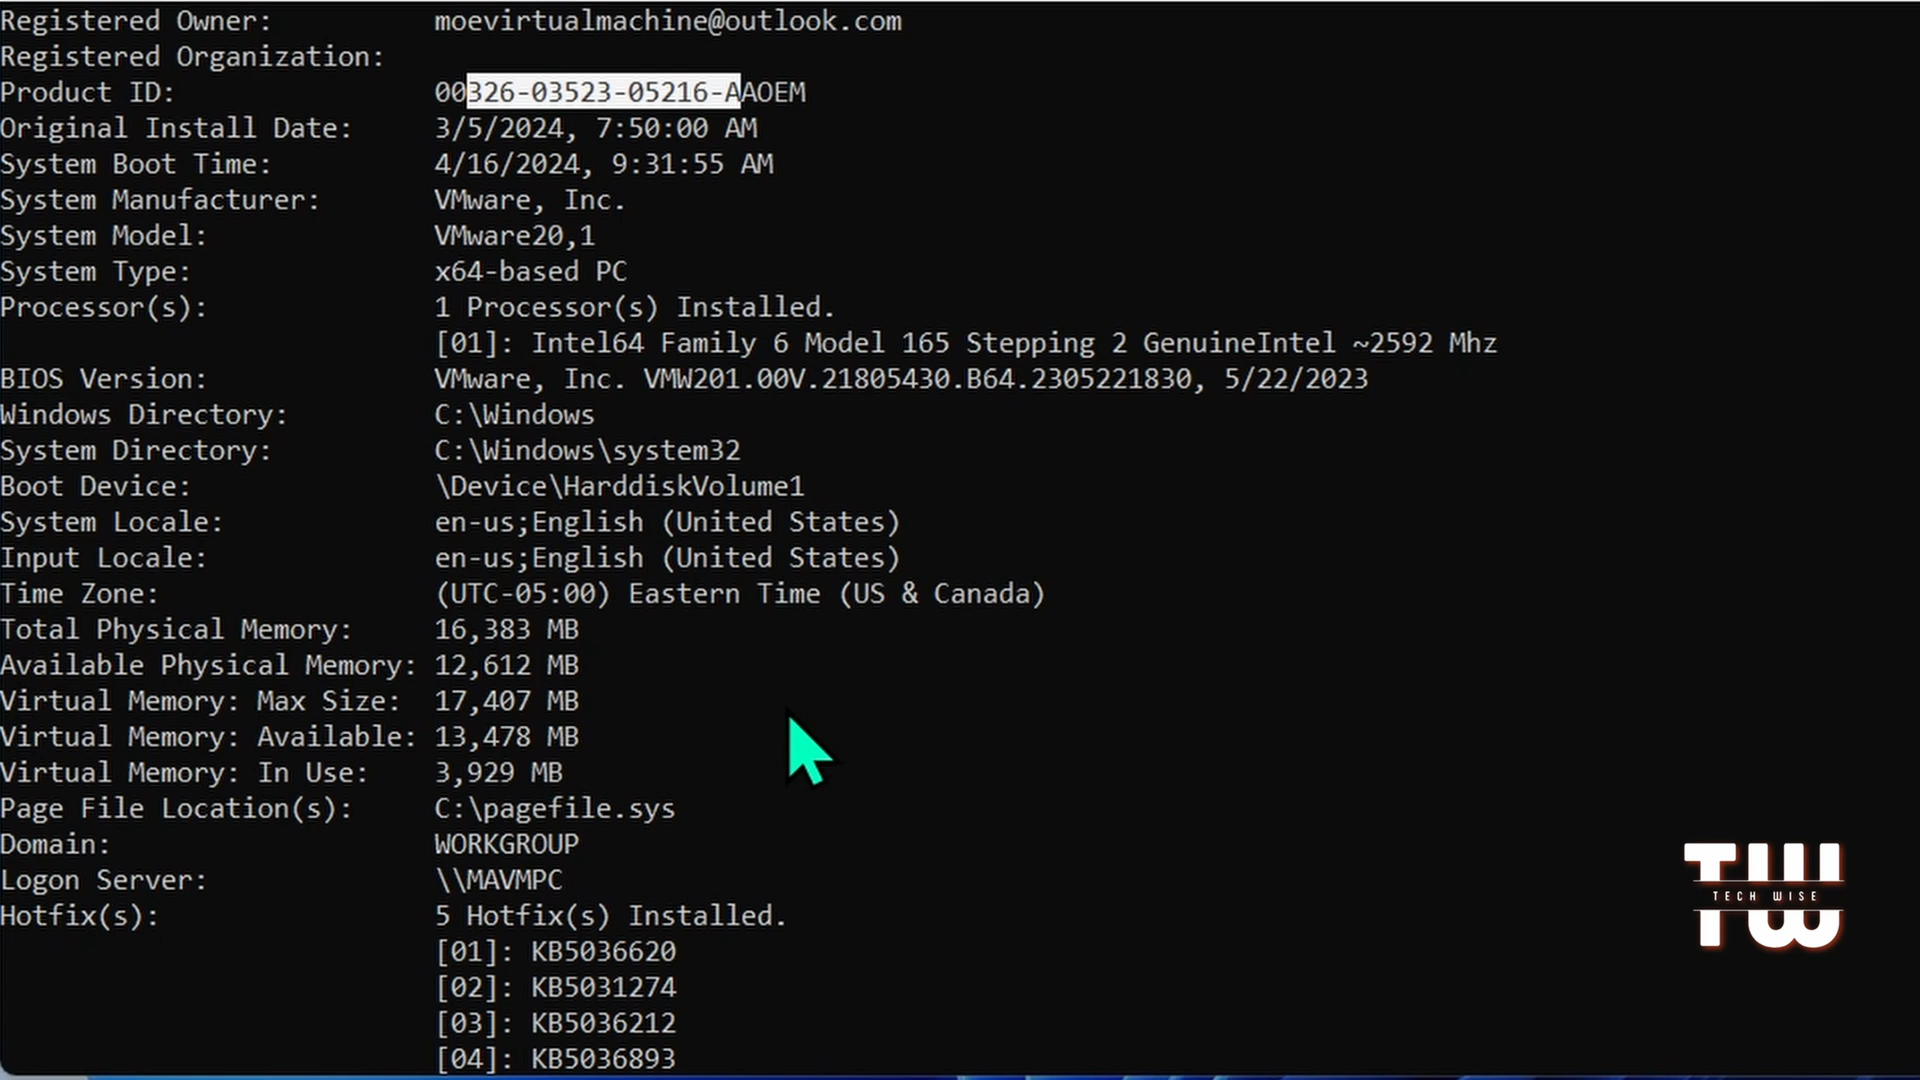 Registered Owner: moevirtualmachine@outlook.com
Registered Organization:
Product ID: 00326-03523-05216-AAOEM
Original Install Date: 3/5/2024, 7:50:00 AM
System Boot Time: 4/16/2024, 9:31:55 AM
System Manufacturer: VMware, Inc.
System Model: VMware20,1
System Type: x64-based PC
Processor(s): 1 Processor(s) Installed.
[01]: Intel64 Family 6 Model 165 Stepping 2 GenuineIntel ~2592 Mhz
BIOS Version: VMware, Inc. VMW201.00V.21805430.B64.2305221830, 5/22/2023
Windows Directory: C:\Windows
System Directory: C:\Windows\system32
Boot Device: \Device\HarddiskVolume1
System Locale: en-us;English (United States)
Input Locale: en-us;English (United States)
Time Zone: (UTC-05:00) Eastern Time (US & Canada)
Total Physical Memory: 16,383 MB
Available Physical Memory: 12,612 MB
Virtual Memory: Max Size: 17,407 MB
Virtual Memory: Available: 13,478 MB
Virtual Memory: In Use: 3,929 MB
Page File Location(s): C:\pagefile.sys
Domain: WORKGROUP
Logon Server: \\MAVMPC
Hotfix(s): 5 Hotfix(s) Installed.
[01]: KB5036620
[02]: KB5031274
[03]: KB5036212
[04]: KB5036893
TW
TECH WISE